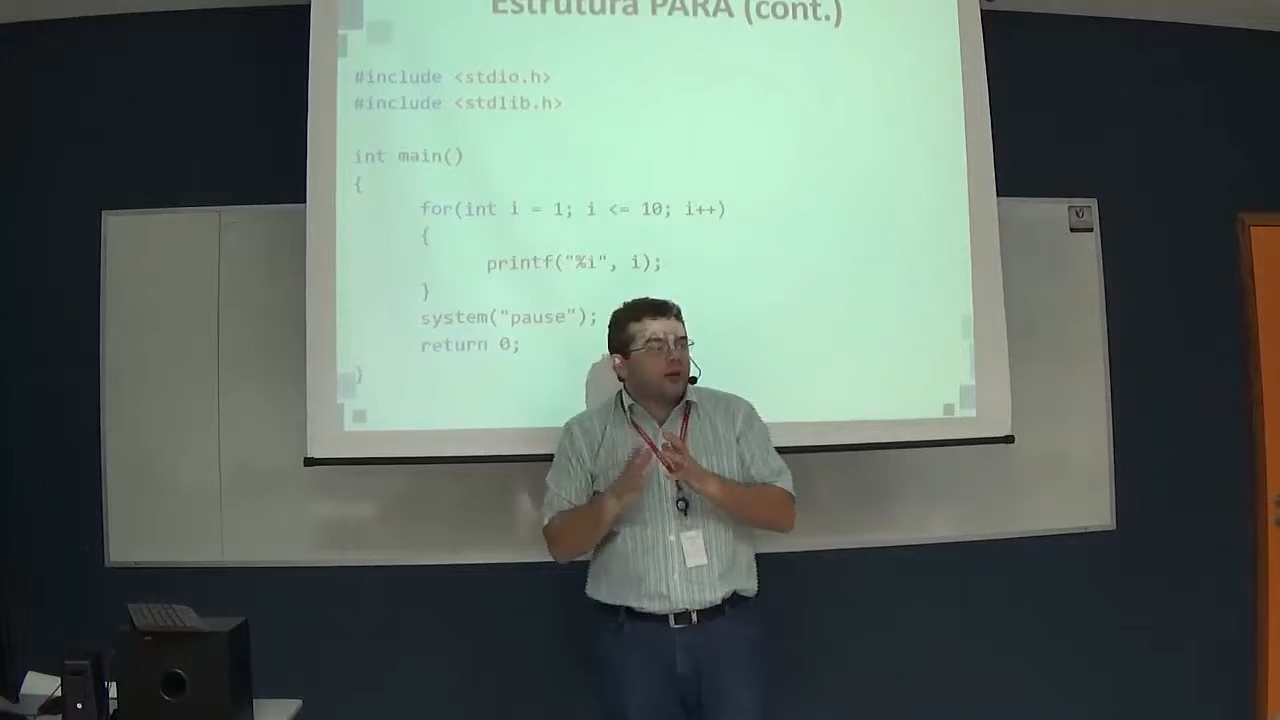 Estrutura PARA (cont.)
#include <stdio.h>
#include <stdlib.h>
int main()
{
for(int i = 1; i <= 10; i++)
{
printf("%i", i);
}
system("pause");
return 0;
}